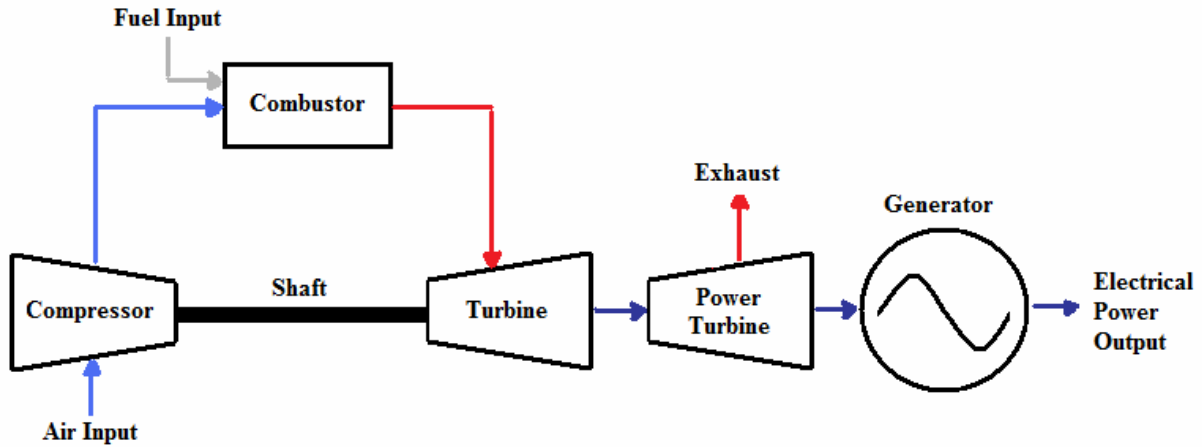 Fuel Input
Combustor
Exhaust
Generator
Compressor
Shaft
Turbine
Power
Turbine
Electrical
Power
Output
Air Input